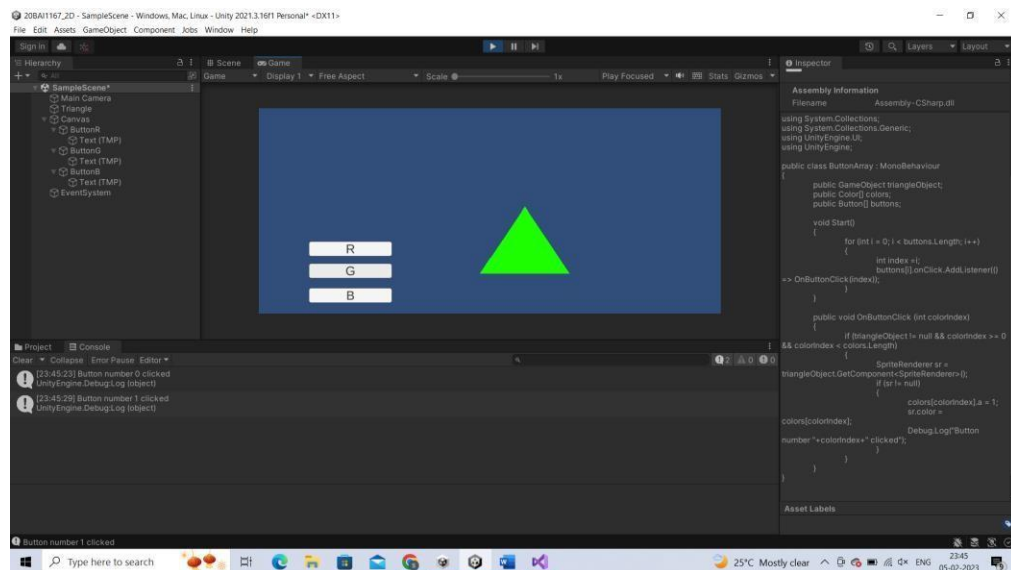 20BAI1167_2D - SampleScene - Windows, Mac, Linux - Unity 2021.3.16f1 Personal* <DX11>
File Edit Assets GameObject Component Jobs Window Help
Sign in
Layers Layout
Hierarchy
All
SampleScene*
Main Camera
Triangle
Canvas
ButtonR
Text (TMP)
ButtonG
Text (TMP)
ButtonB
Text (TMP)
EventSystem
Scene Game
Game Display 1 Free Aspect Scale 1x Play Focused Stats Gizmos
R
G
B
Inspector
Assembly Information
Filename Assembly-CSharp.dll
using System.Collections;
using System.Collections.Generic;
using UnityEngine.UI;
using UnityEngine;
public class ButtonArray : MonoBehaviour
{
public GameObject triangleObject;
public Color[] colors;
public Button[] buttons;
void Start()
{
for (int i = 0; i < buttons.Length; i++)
{
int index =i;
buttons[i].onClick.AddListener(()
=> OnButtonClick(index));
}
}
public void OnButtonClick (int colorIndex)
{
if (triangleObject != null && colorIndex >= 0
&& colorIndex < colors.Length)
{
SpriteRenderer sr =
triangleObject.GetComponent<SpriteRenderer>();
if (sr != null)
{
colors[colorIndex].a = 1;
sr.color =
colors[colorIndex];
Debug.Log("Button
number "+colorIndex+" clicked");
}
}
}
}
Asset Labels
Project Console
Clear Collapse Error Pause Editor
2 0 0
[23:45:23] Button number 0 clicked
UnityEngine.Debug:Log (object)
[23:45:29] Button number 1 clicked
UnityEngine.Debug:Log (object)
Button number 1 clicked
Type here to search
25°C Mostly clear
ENG
23:45
05-02-2023